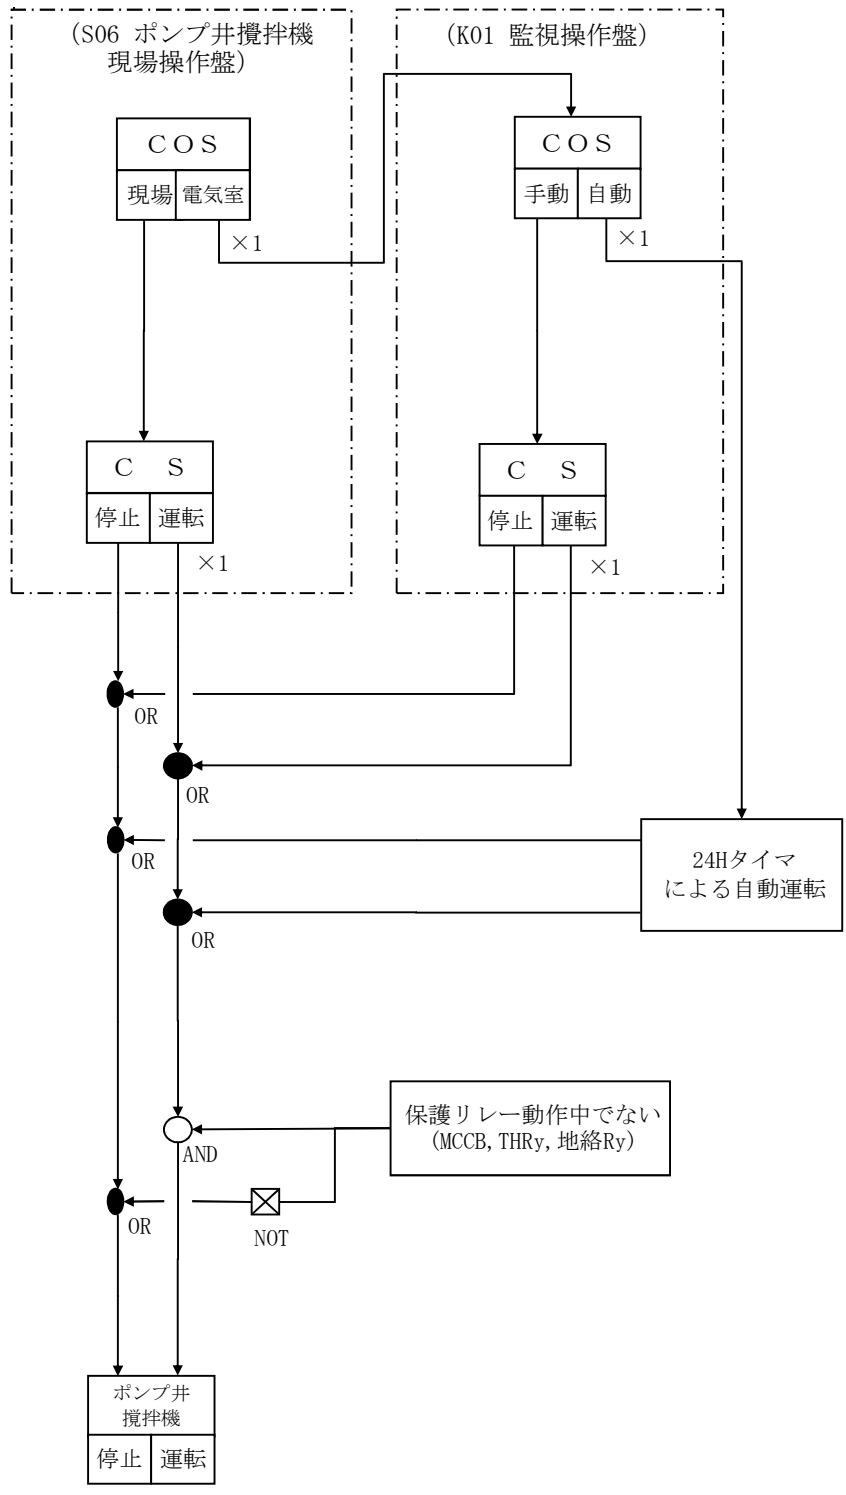 (S06 ポンプ井攪拌機
現場操作盤)
(K01 監視操作盤)
ＣＯＳ
現場 電気室
×1
ＣＯＳ
手動 自動
×1
Ｃ Ｓ
停止 運転
×1
Ｃ Ｓ
停止 運転
×1
OR
OR
OR
24Hタイマ
による自動運転
OR
保護リレー動作中でない
(MCCB,THRy,地絡Ry)
AND
OR
NOT
ポンプ井
攪拌機
停止 運転